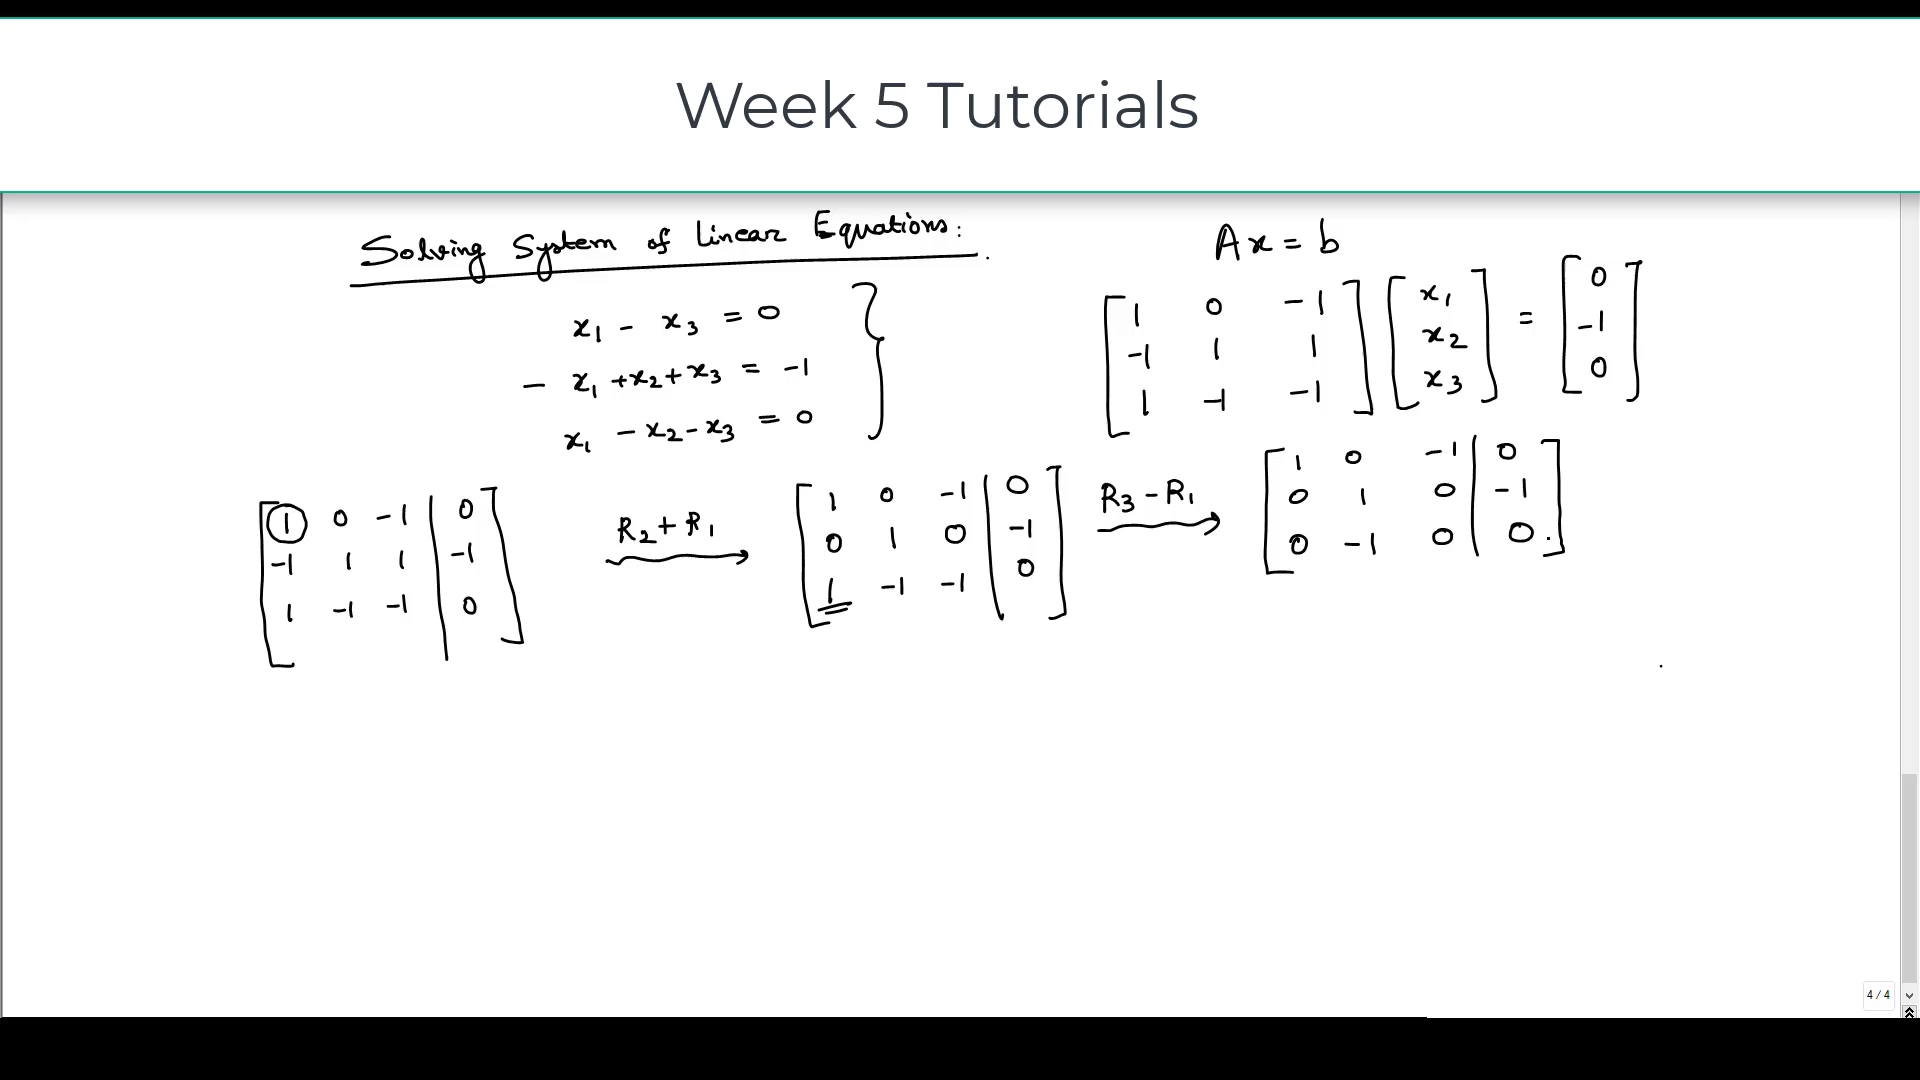 Week 5 Tutorials
Solving System of Linear Equations:
x₁ - x₃ = 0
- x₁ + x₂ + x₃ = -1
x₁ - x₂ - x₃ = 0
Ax = b
[1 0 -1] [x₁] = [0]
[-1 1 1] [x₂] [-1]
[1 -1 -1] [x₃] [0]
[1 0 -1 | 0]
[-1 1 1 | -1]
[1 -1 -1 | 0]
R₂ + R₁
[1 0 -1 | 0]
[0 1 0 | -1]
[1 -1 -1 | 0]
R₃ - R₁
[1 0 -1 | 0]
[0 1 0 | -1]
[0 -1 0 | 0]
4 / 4